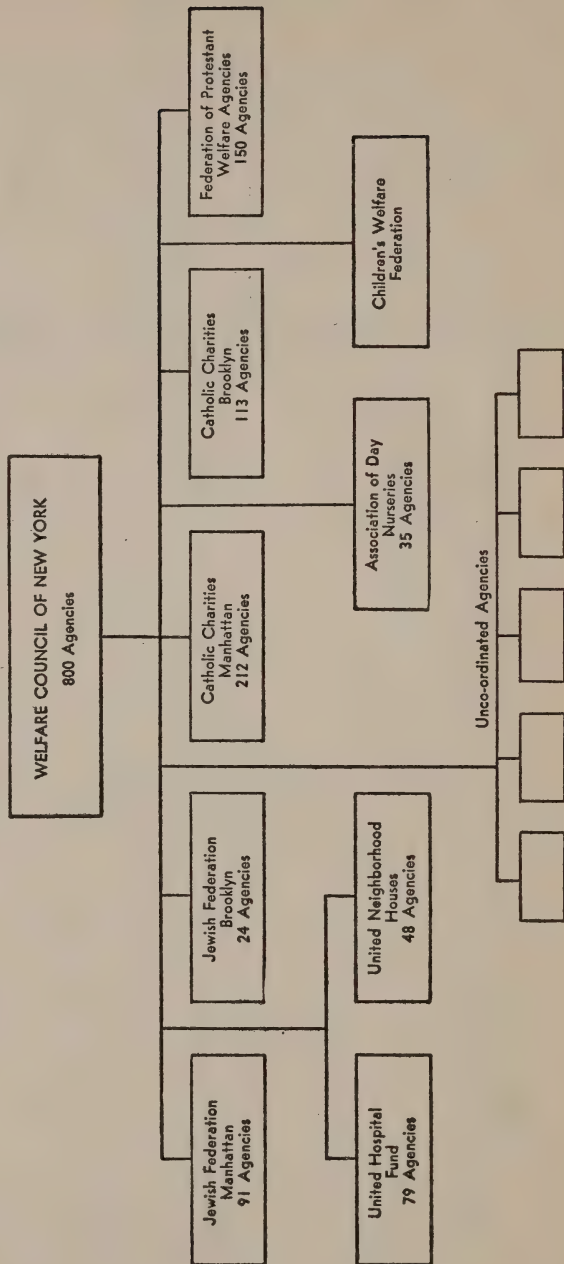 WELFARE COUNCIL OF NEW YORK
800 Agencies
Jewish Federation
Manhattan
91 Agencies
Jewish Federation
Brooklyn
24 Agencies
Catholic Charities
Manhattan
212 Agencies
Catholic Charities
Brooklyn
113 Agencies
Federation of Protestant
Welfare Agencies
150 Agencies
United Hospital
Fund
79 Agencies
United Neighborhood
Houses
48 Agencies
Association of Day
Nurseries
35 Agencies
Children's Welfare
Federation
Unco-ordinated Agencies